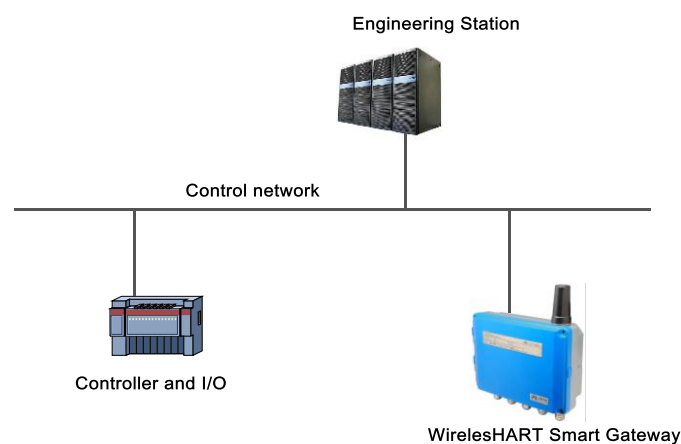 Engineering Station
Control network
Controller and I/O
WirelesHART Smart Gateway